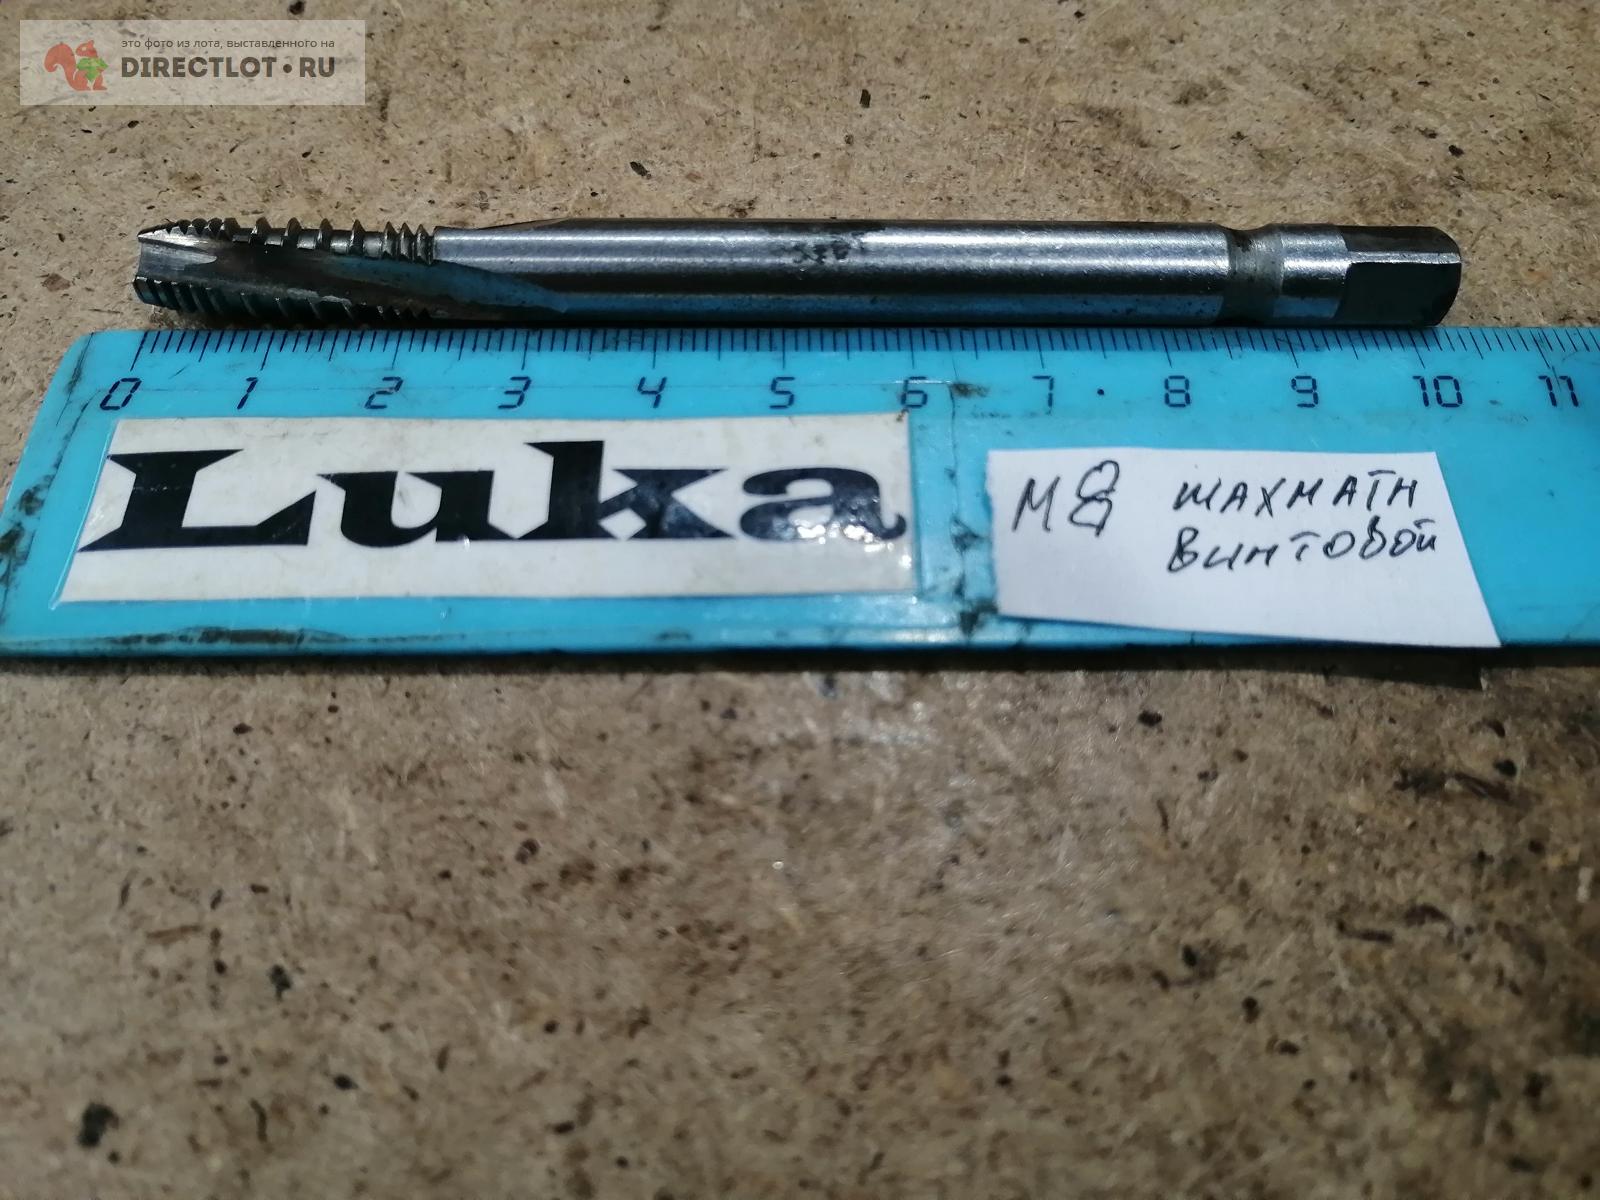 это фото из лота, выставленного на
DIRECTLOT•RU
0 1 2 3 4 5 6 7 8 9 10 11
Luka
М8 шахматн
винтовой